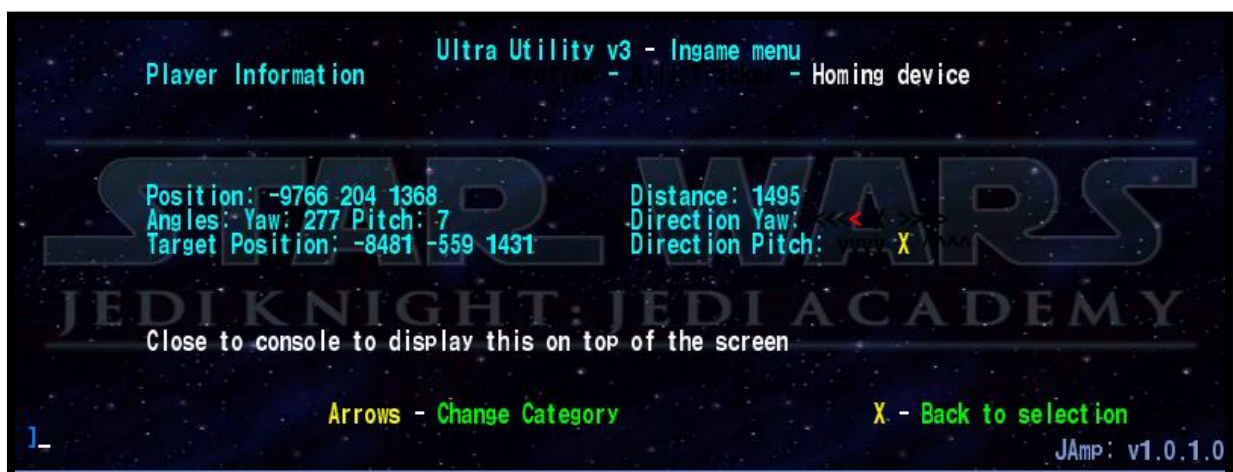 Ultra Utility v3 - Ingame menu
Player Information - - Homing device
STAR WARS
Position: -9766 204 1368 Distance: 1495
Angles: Yaw: 277 Pitch: 7 Direction Yaw: <<<< X >>>>
Target Position: -8481 -559 1431 Direction Pitch: X ^^^^
JEDI KNIGHT: JEDI ACADEMY
Close to console to display this on top of the screen
Arrows - Change Category X - Back to selection
]_
JAmp: v1.0.1.0